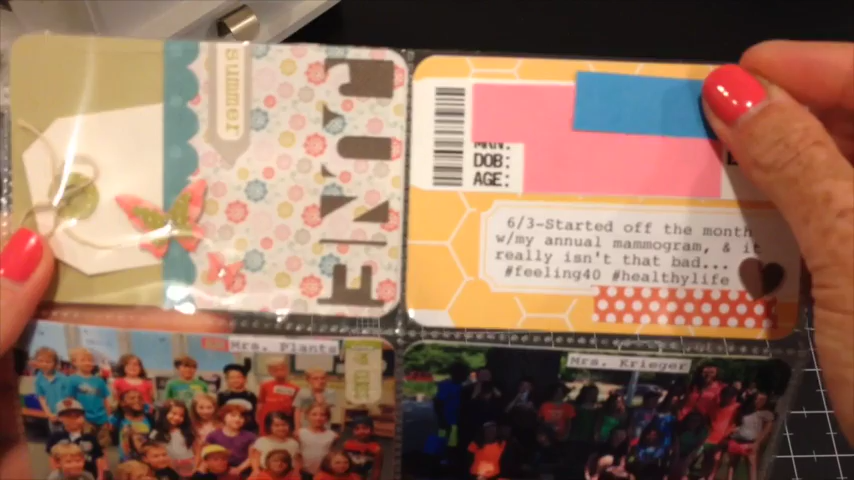 summer
JUNE
MRN:
DOB:
AGE:
6/3-Started off the month
w/my annual mammogram, & it
really isn't that bad...
#feeling40 #healthylife
Mrs. Plants
Mrs. Krieger